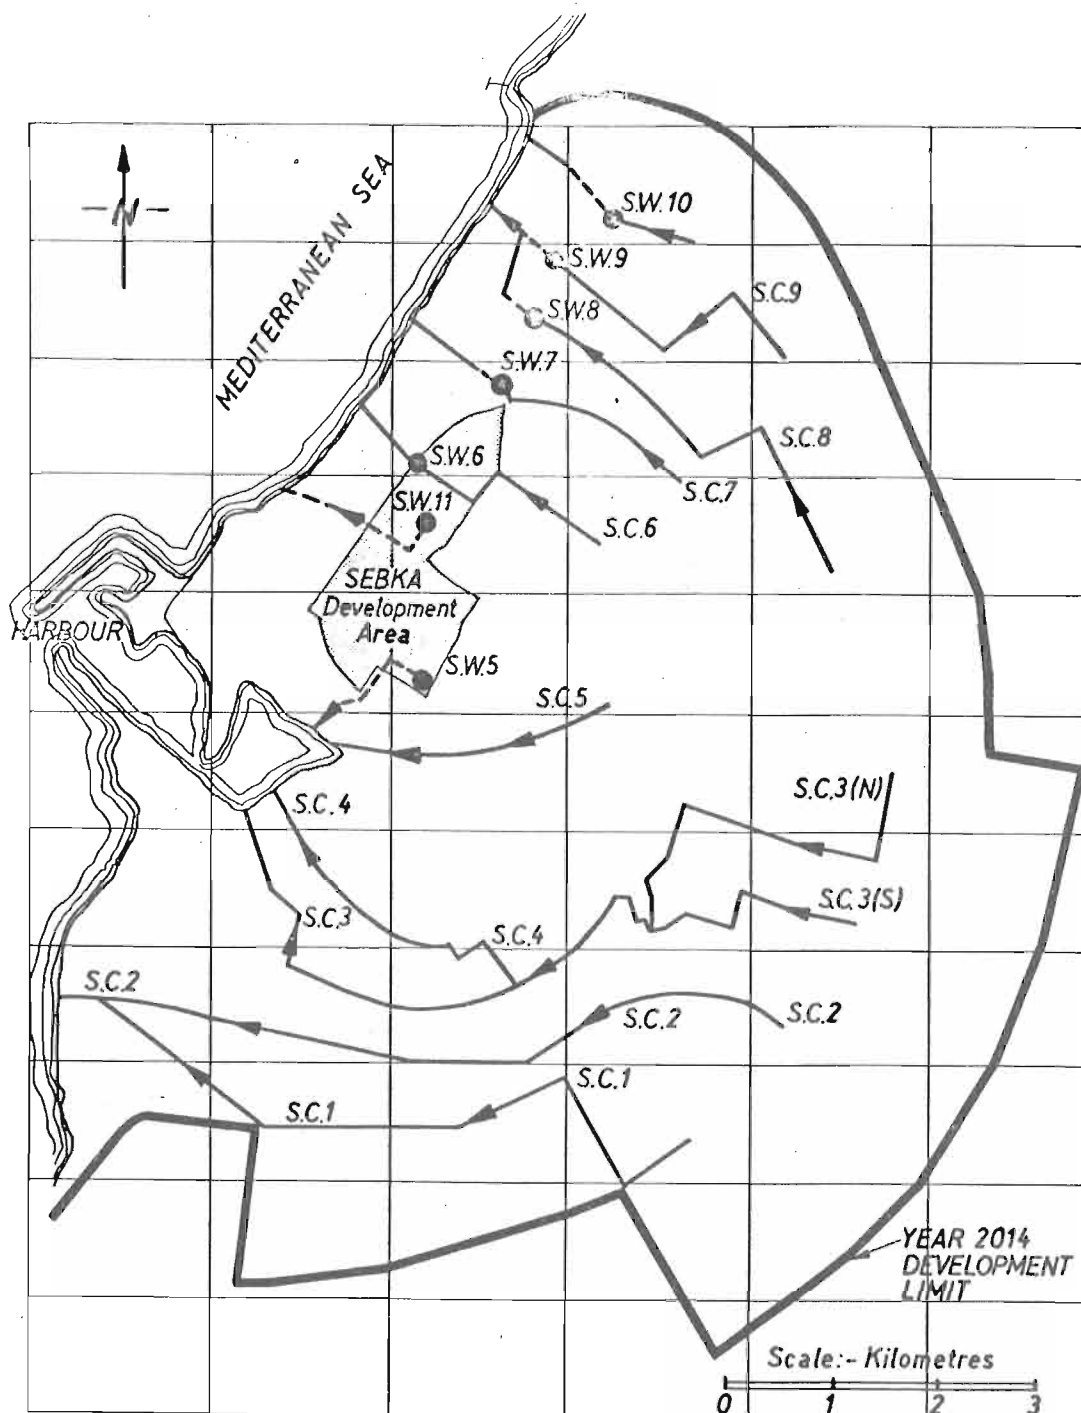 N
MEDITERRANEAN SEA
S.W.10
S.W.9
S.C.9
S.W.8
S.W.7
S.C.8
S.W.6
S.C.7
S.W.11
S.C.6
SEBKA
Development
Area
HARBOUR
S.W.5
S.C.5
S.C.4
S.C.3(N)
S.C.3(S)
S.C.3
S.C.4
S.C.2
S.C.2
S.C.2
S.C.1
S.C.1
YEAR 2014
DEVELOPMENT
LIMIT
Scale:- Kilometres
0 1 2 3